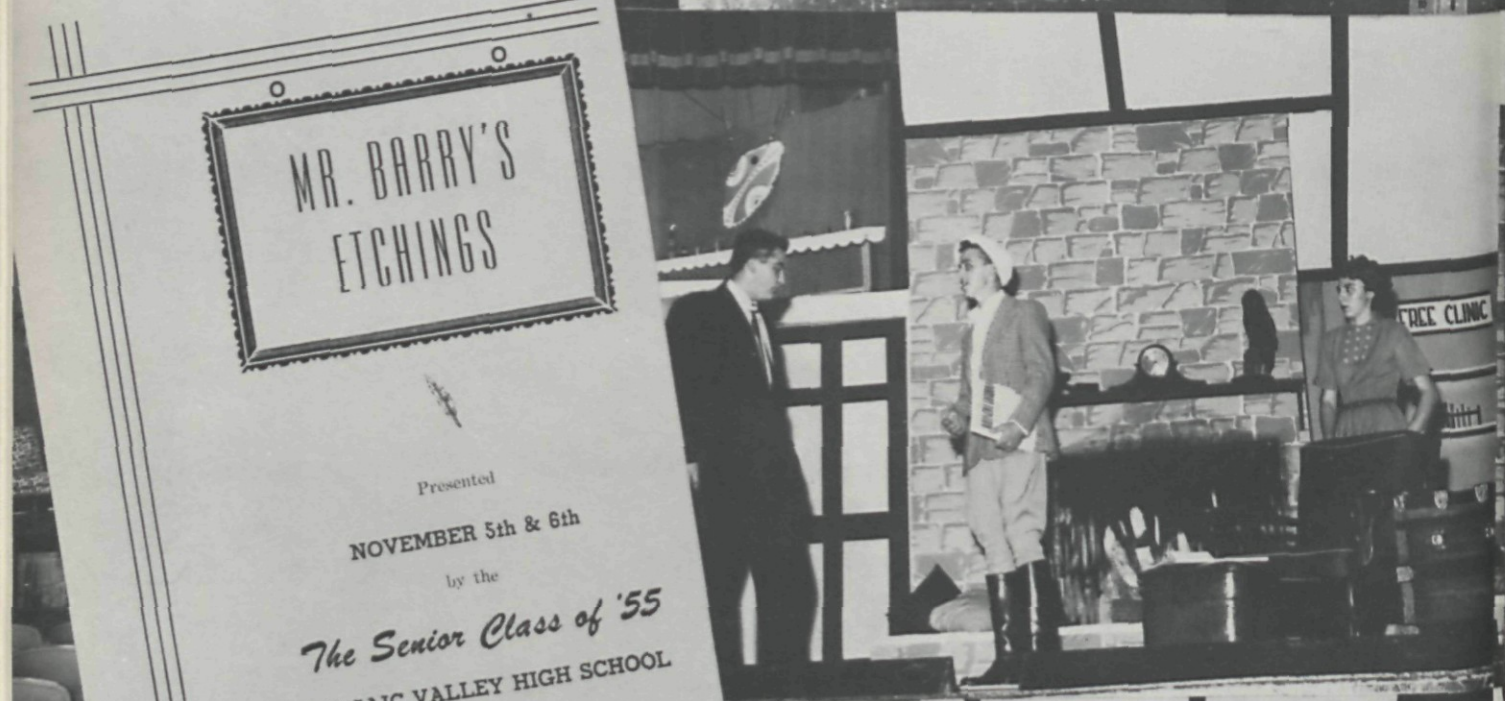 MR. BARRY'S
ETCHINGS
Presented
NOVEMBER 5th & 6th
by the
The Senior Class of '55
VALLEY HIGH SCHOOL
FREE CLINIC